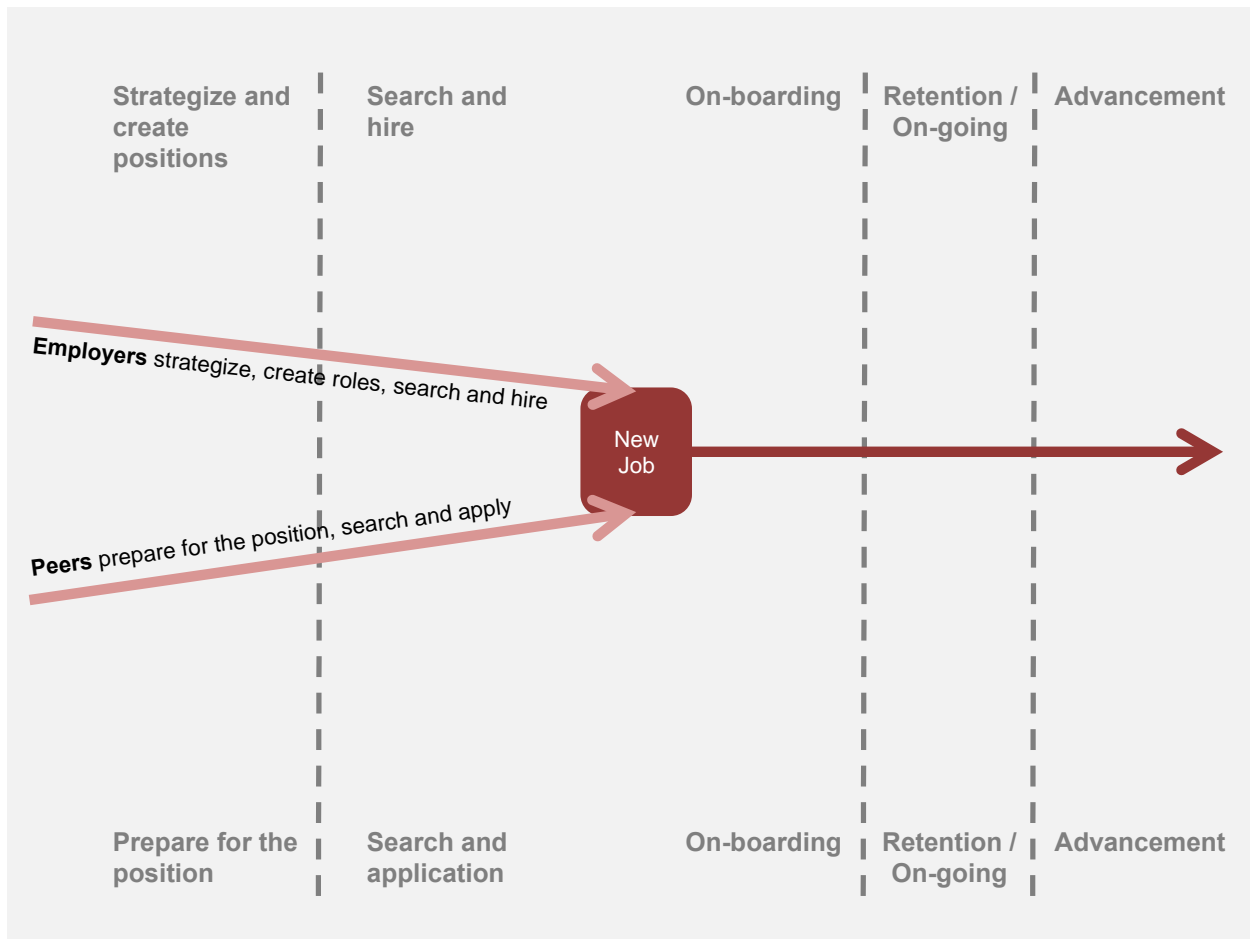 Strategize and
create
positions
Search and
hire
On-boarding
Retention /
On-going
Advancement
Employers strategize, create roles, search and hire
New
Job
Peers prepare for the position, search and apply
Prepare for the
position
Search and
application
On-boarding
Retention /
On-going
Advancement